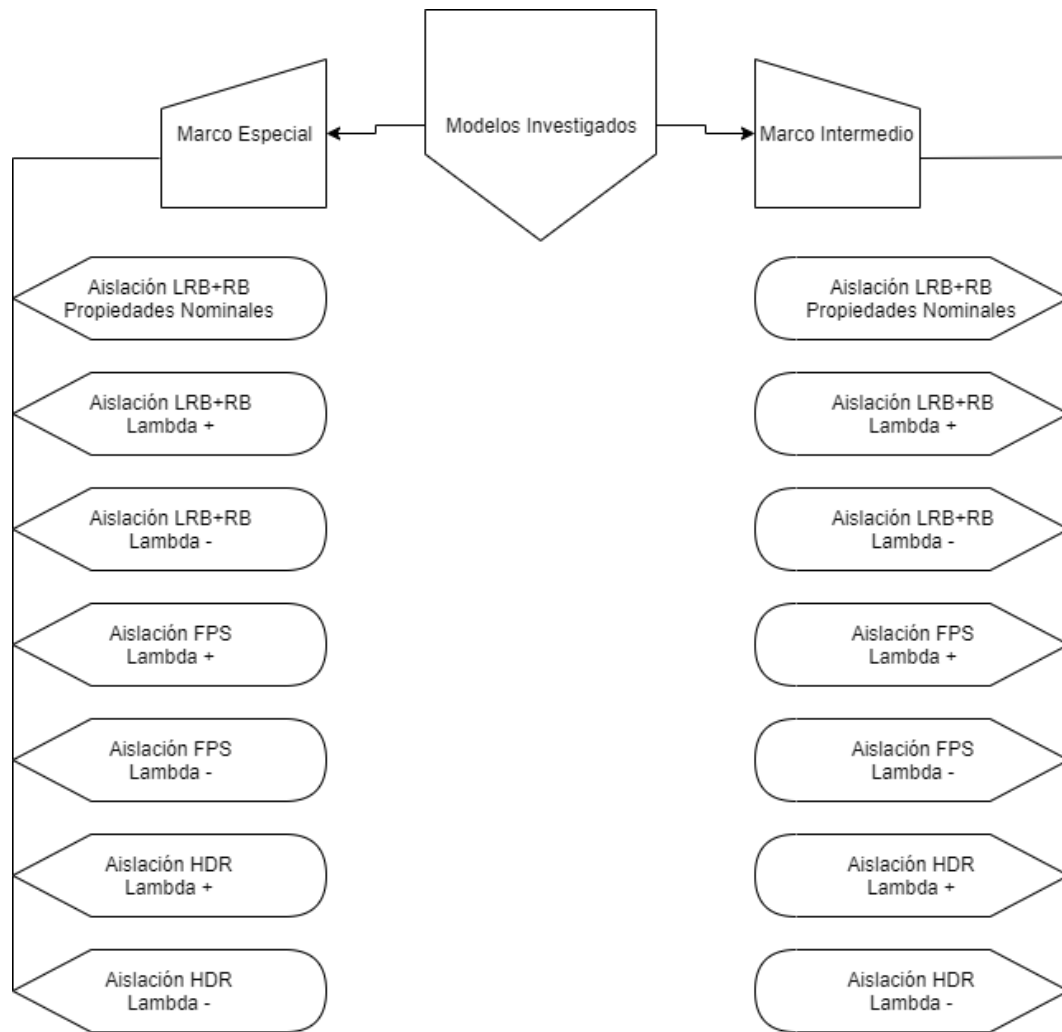 Modelos Investigados
Marco Especial
Marco Intermedio
Aislación LRB+RB
Propiedades Nominales
Aislación LRB+RB
Lambda +
Aislación LRB+RB
Lambda -
Aislación FPS
Lambda +
Aislación FPS
Lambda -
Aislación HDR
Lambda +
Aislación HDR
Lambda -
Aislación LRB+RB
Propiedades Nominales
Aislación LRB+RB
Lambda +
Aislación LRB+RB
Lambda -
Aislación FPS
Lambda +
Aislación FPS
Lambda -
Aislación HDR
Lambda +
Aislación HDR
Lambda -